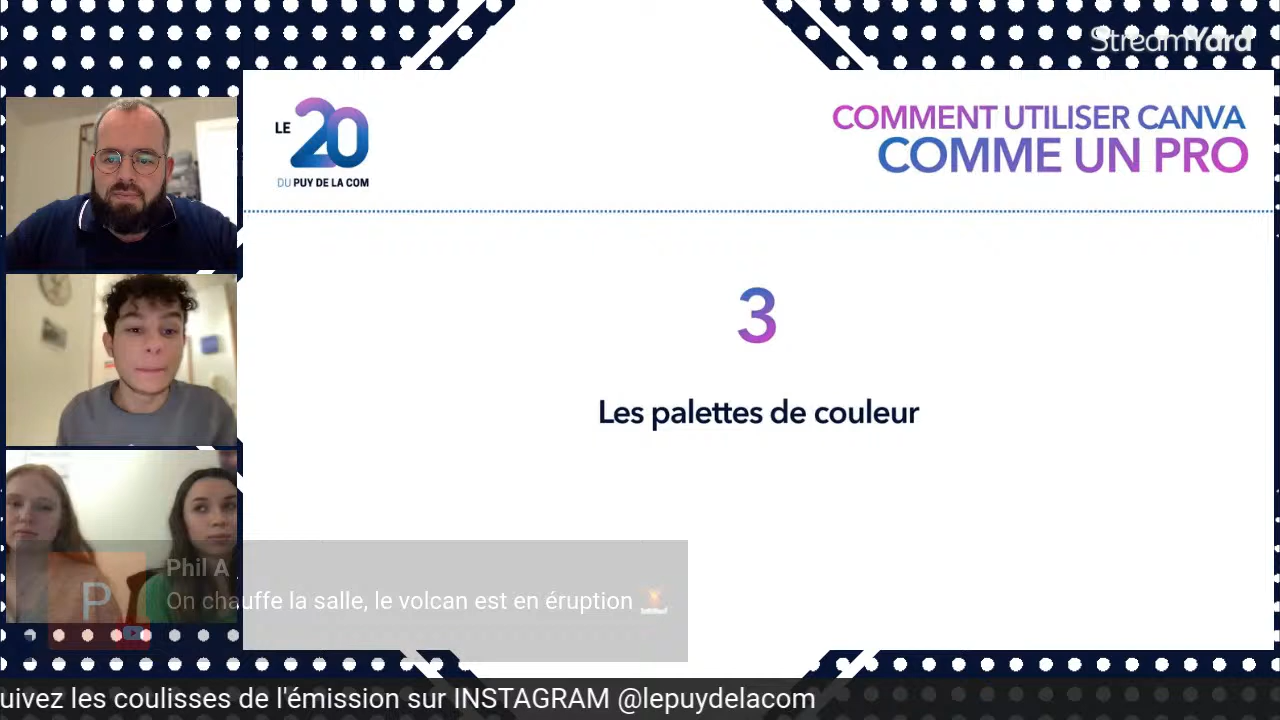 StreamYard
LE 20
DU PUY DE LA COM
COMMENT UTILISER CANVA
COMME UN PRO
3
Les palettes de couleur
P
Phil A
On chauffe la salle, le volcan est en éruption 🌋
uivez les coulisses de l'émission sur INSTAGRAM @lepuydelacom